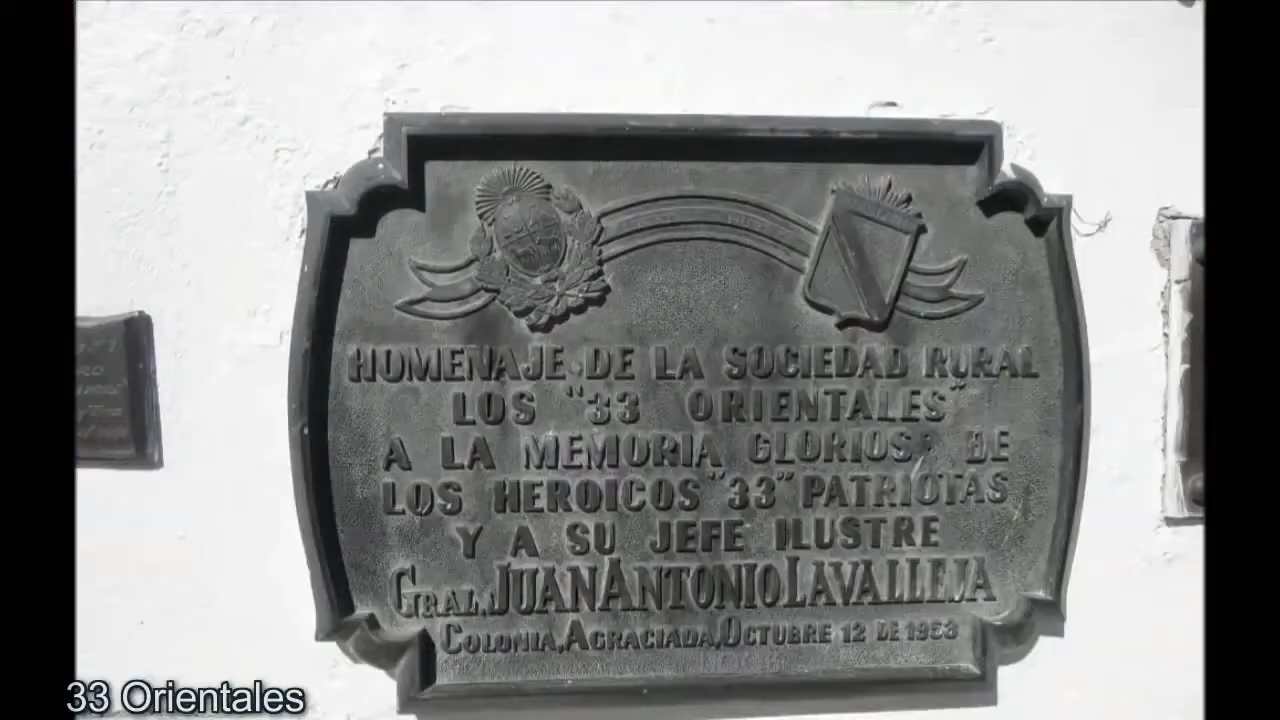 HOMENAJE DE LA SOCIEDAD RURAL
LOS "33 ORIENTALES"
A LA MEMORIA GLORIOSA DE
LOS HEROICOS "33" PATRIOTAS
Y A SU JEFE ILUSTRE
GRAL. JUAN ANTONIO LAVALLEJA
COLONIA, AGRACIADA, OCTUBRE 12 DE 1953
33 Orientales